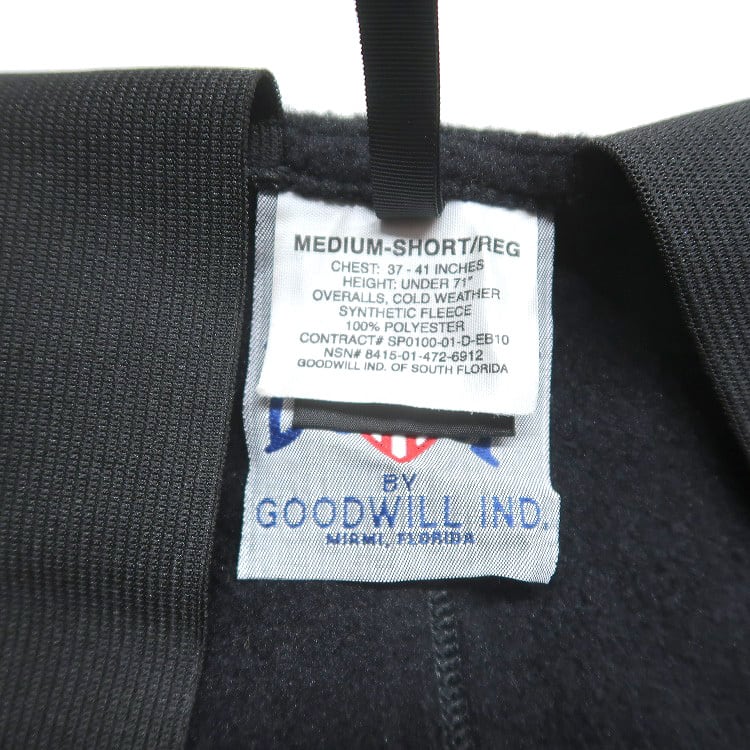 MEDIUM-SHORT/REG
CHEST: 37 - 41 INCHES
HEIGHT: UNDER 71"
OVERALLS, COLD WEATHER
SYNTHETIC FLEECE
100% POLYESTER
CONTRACT# SP0100-01-D-EB10
NSN# 8415-01-472-6912
GOODWILL IND. OF SOUTH FLORIDA
BY
GOODWILL IND.
MIAMI, FLORIDA